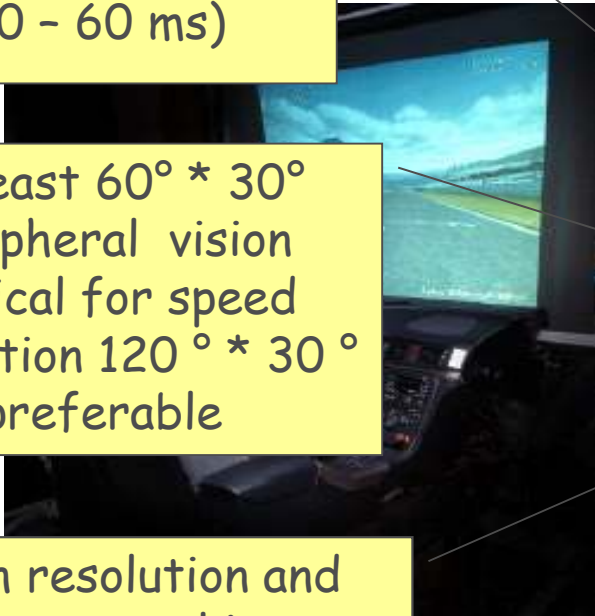 0 – 60 ms)
east 60° * 30°
pheral vision
ical for speed
tion 120 ° * 30 °
preferable
n resolution and